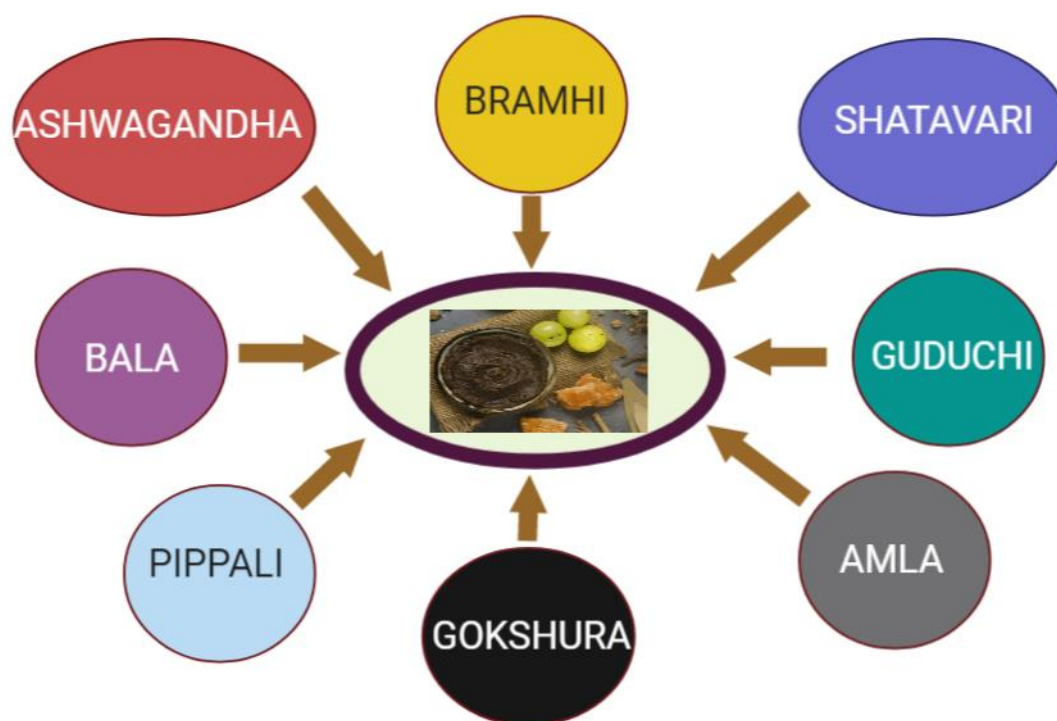 ASHWAGANDHA
BRAMHI
SHATAVARI
BALA
GUDUCHI
PIPPALI
AMLA
GOKSHURA